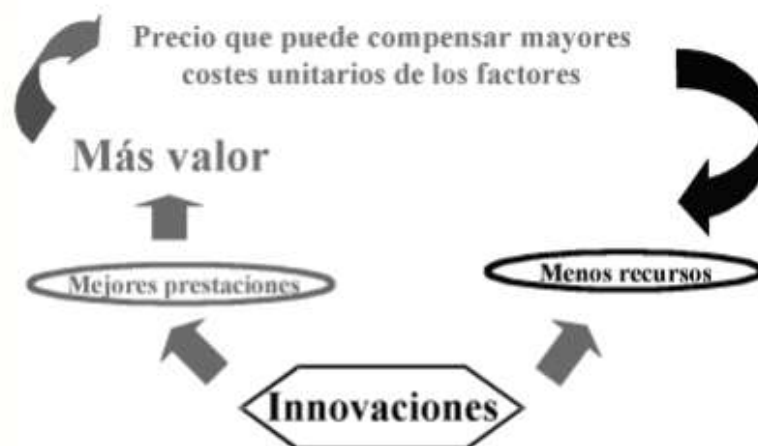 Precio que puede compensar mayores
costes unitarios de los factores
Más valor
Mejores prestaciones
Menos recursos
Innovaciones